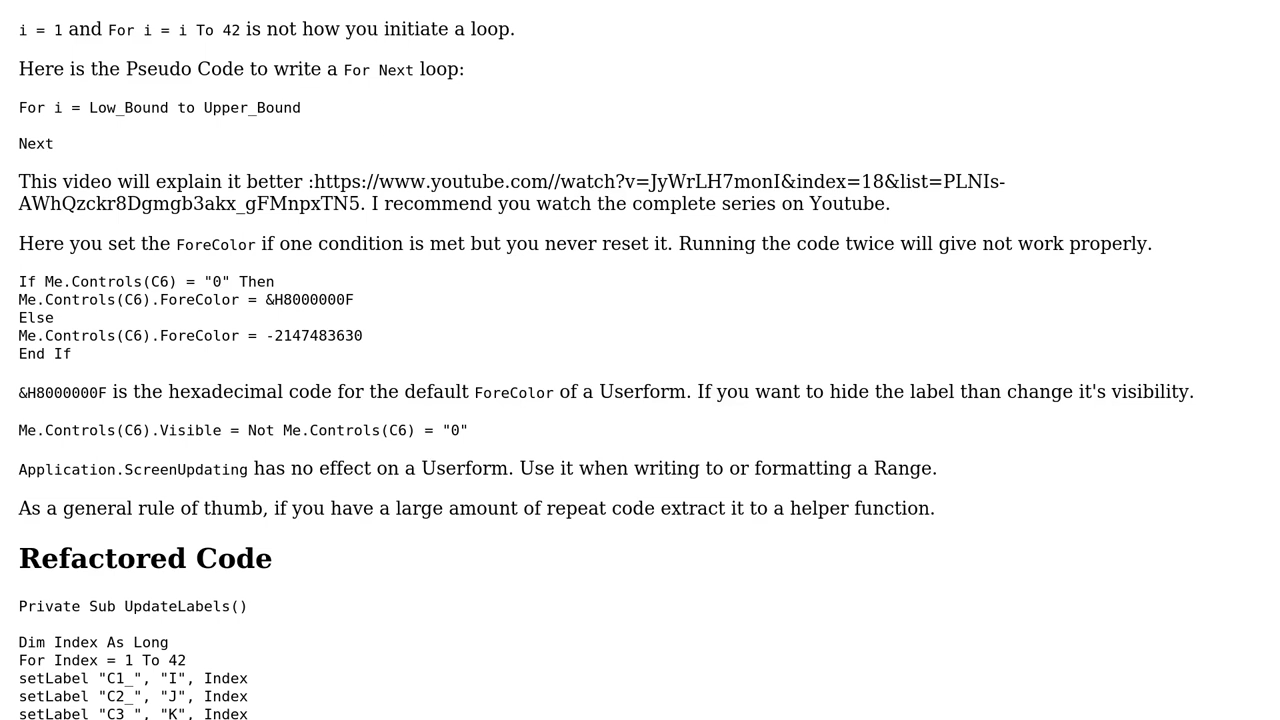 i = 1 and For i = i To 42 is not how you initiate a loop.
Here is the Pseudo Code to write a For Next loop:
For i = Low_Bound to Upper_Bound
Next
This video will explain it better :https://www.youtube.com//watch?v=JyWrLH7monI&index=18&list=PLNIs-
AWhQzckr8Dgmgb3akx_gFMnpxTN5. I recommend you watch the complete series on Youtube.
Here you set the ForeColor if one condition is met but you never reset it. Running the code twice will give not work properly.
If Me.Controls(C6) = "0" Then
Me.Controls(C6).ForeColor = &H8000000F
Else
Me.Controls(C6).ForeColor = -2147483630
End If
&H8000000F is the hexadecimal code for the default ForeColor of a Userform. If you want to hide the label than change it's visibility.
Me.Controls(C6).Visible = Not Me.Controls(C6) = "0"
Application.ScreenUpdating has no effect on a Userform. Use it when writing to or formatting a Range.
As a general rule of thumb, if you have a large amount of repeat code extract it to a helper function.
Refactored Code
Private Sub UpdateLabels()
Dim Index As Long
For Index = 1 To 42
setLabel "C1_", "I", Index
setLabel "C2_", "J", Index
setLabel "C3_", "K", Index